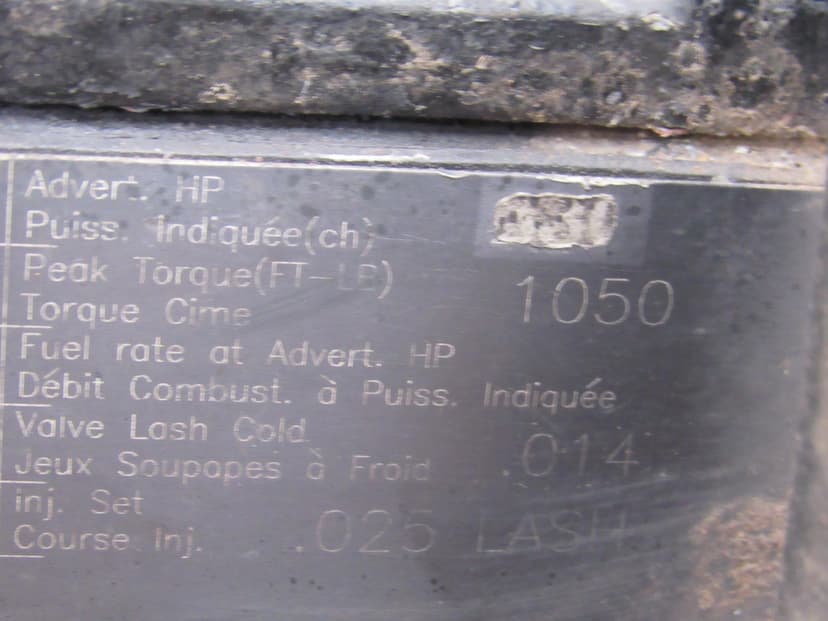 Advert. HP
Puiss. Indiquée(ch)
Peak Torque(FT-LB) 1050
Torque Cime
Fuel rate at Advert. HP
Débit Combust. à Puiss. Indiquée
Valve Lash Cold
Jeux Soupapes à Froid .014
inj. Set
Course Inj. .025 LASH